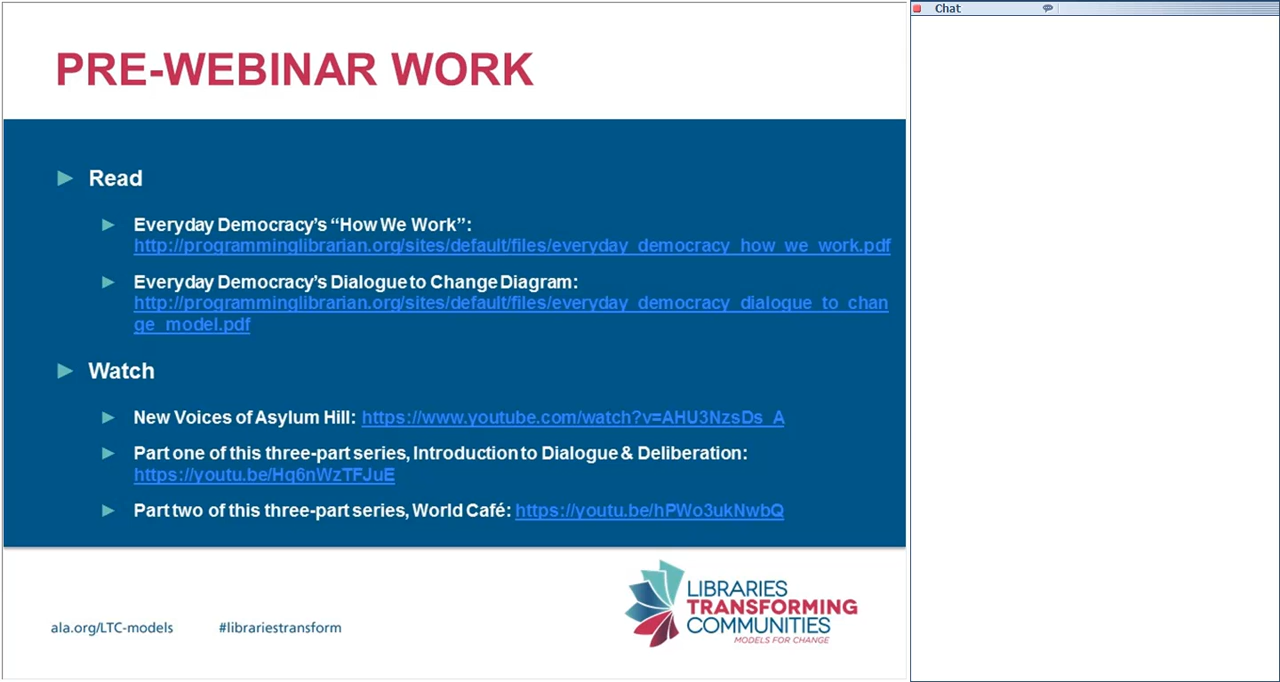 Chat
PRE-WEBINAR WORK
Read
Everyday Democracy’s “How We Work”:
http://programminglibrarian.org/sites/default/files/everyday_democracy_how_we_work.pdf
Everyday Democracy’s Dialogue to Change Diagram:
http://programminglibrarian.org/sites/default/files/everyday_democracy_dialogue_to_chan
ge_model.pdf
Watch
New Voices of Asylum Hill: https://www.youtube.com/watch?v=AHU3NzsDs_A
Part one of this three-part series, Introduction to Dialogue & Deliberation:
https://youtu.be/Hq6nWzTFJuE
Part two of this three-part series, World Café: https://youtu.be/hPWo3ukNwbQ
ala.org/LTC-models
#librariestransform
LIBRARIES
TRANSFORMING
COMMUNITIES
MODELS FOR CHANGE